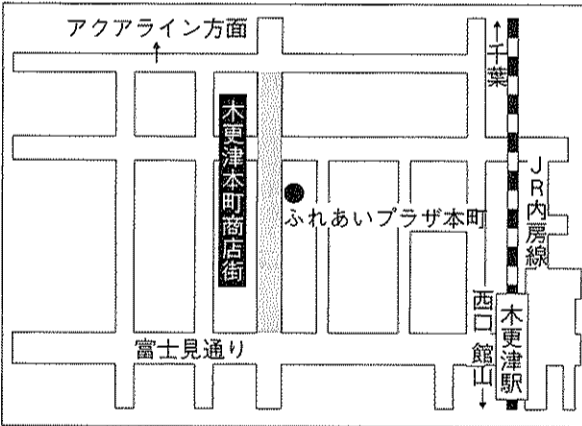 アクアライン方面
千葉
木更津本町商店街
JR内房線
ふれあいプラザ本町
西口
館山
木更津駅
富士見通り